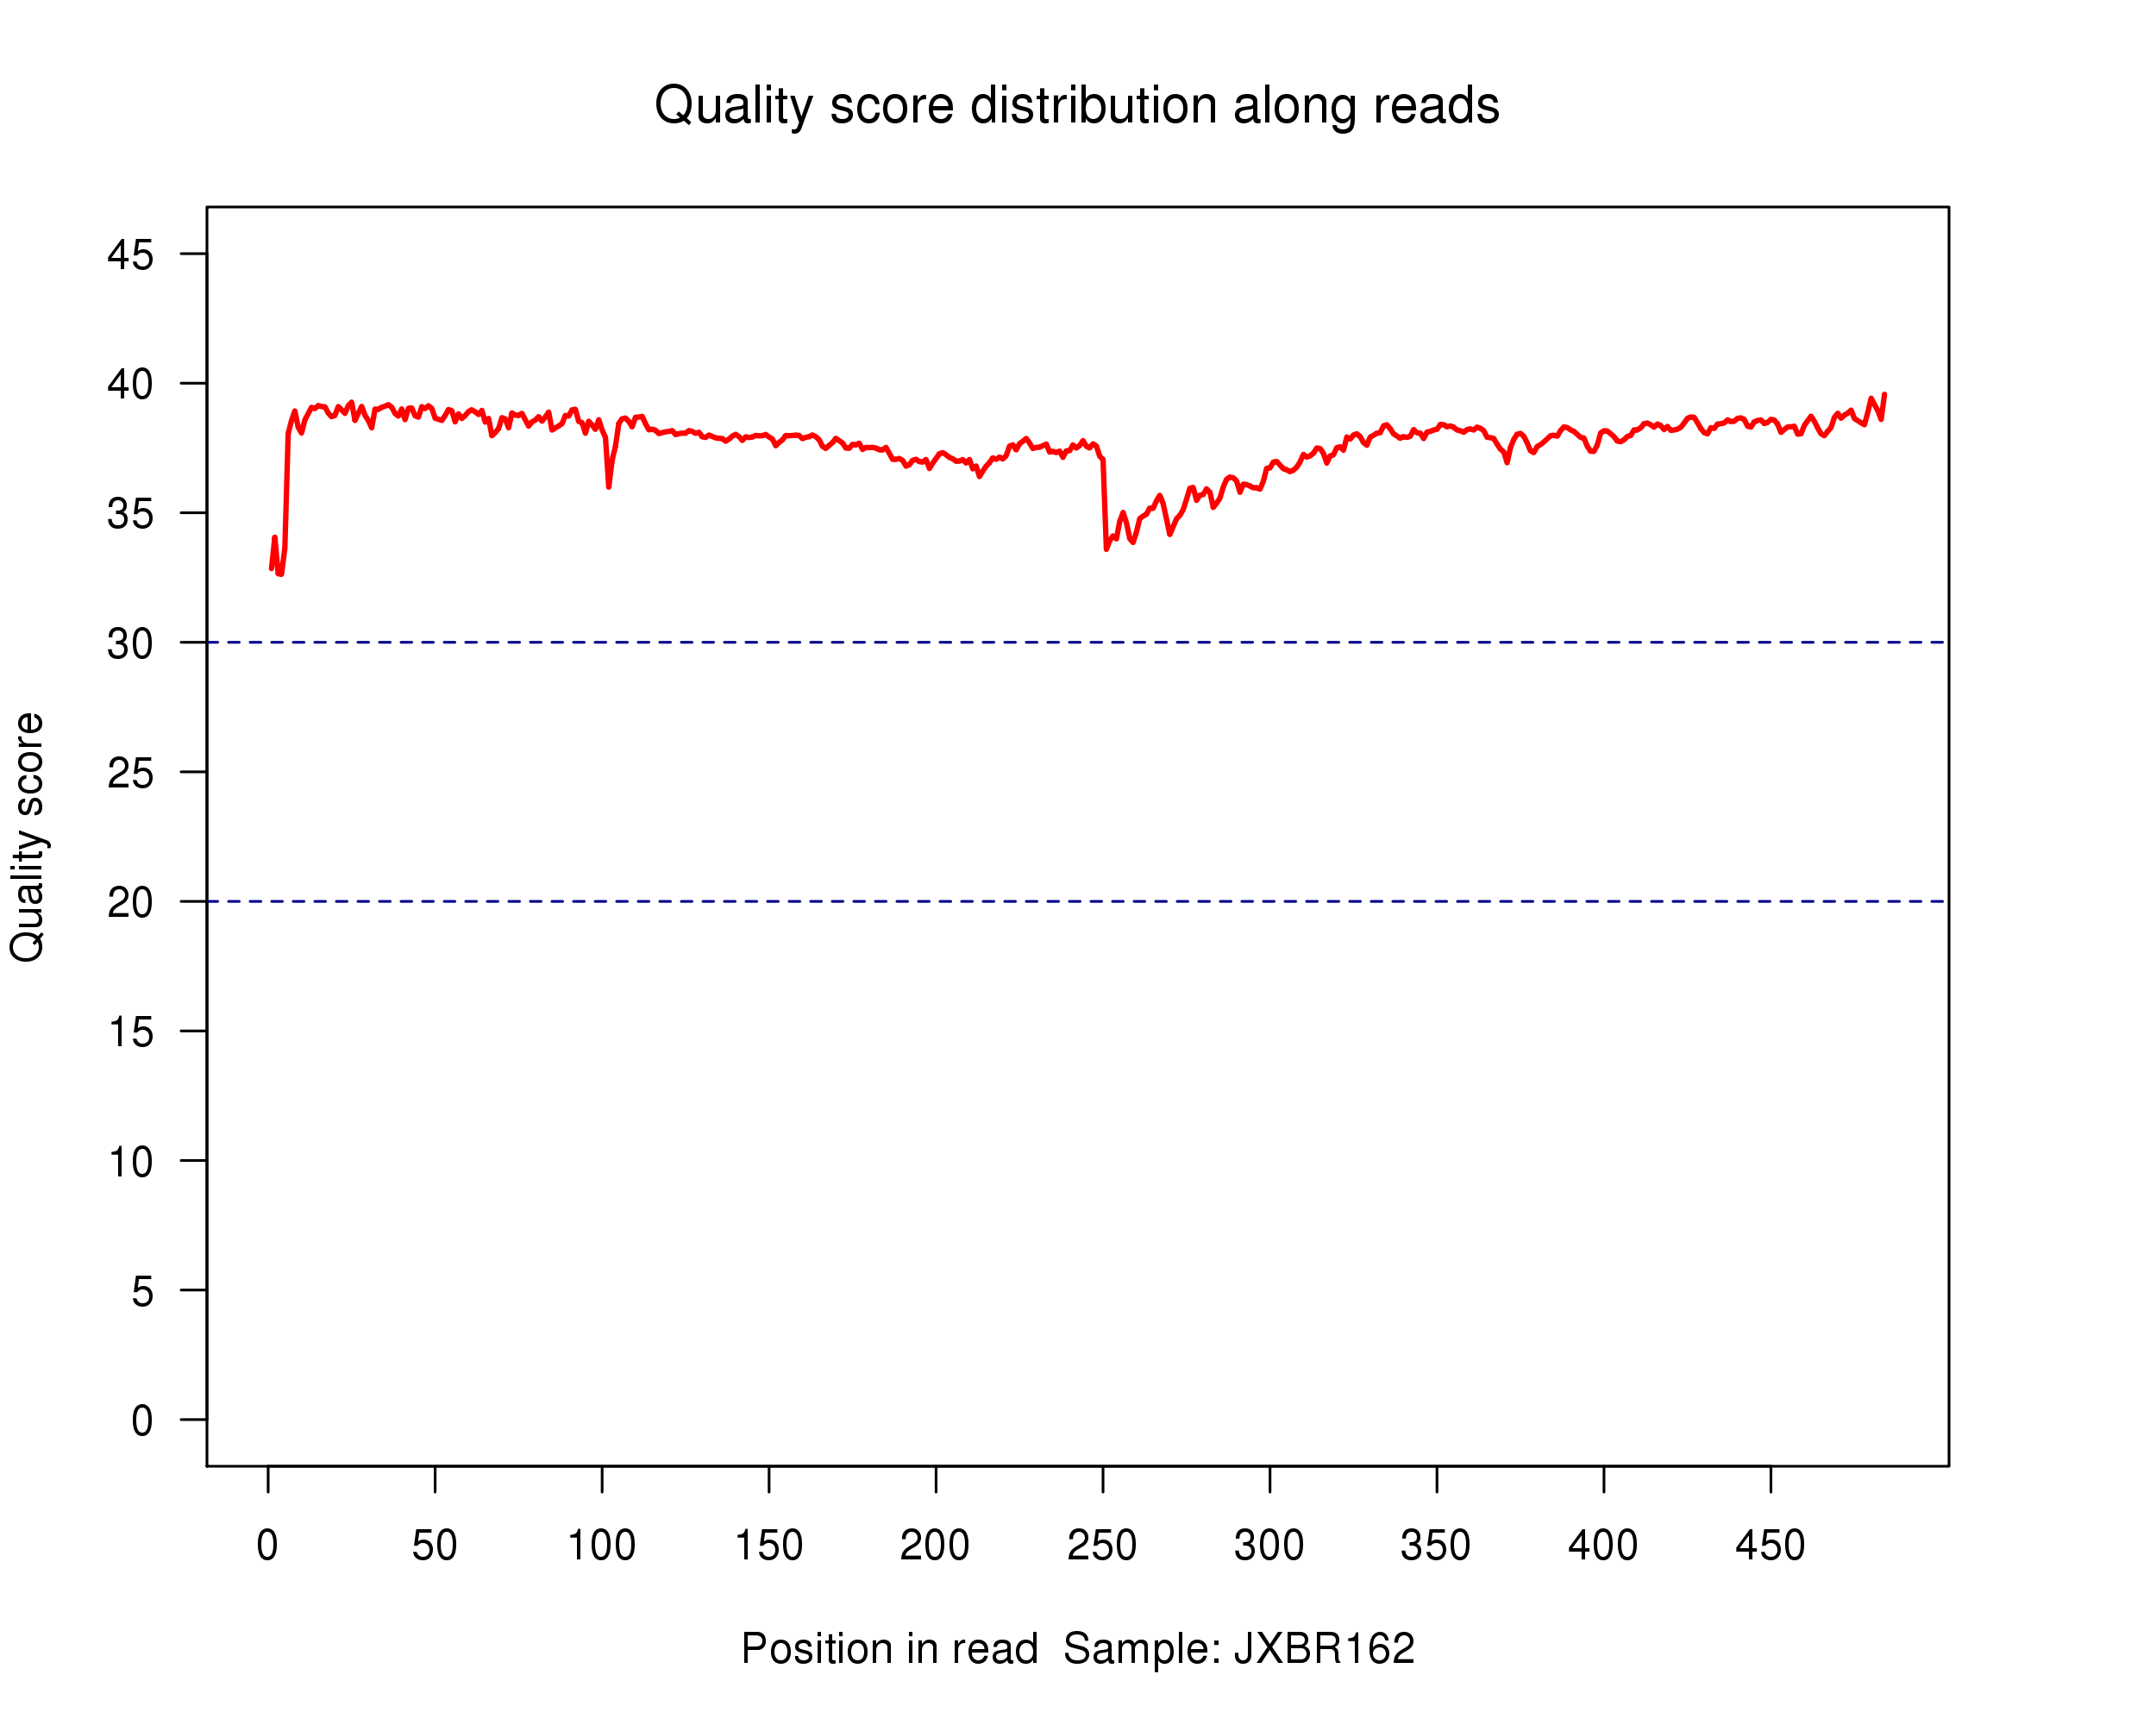 Quality score distribution along reads
45
40
35
30
25
20
15
10
5
0
Quality score
0 50 100 150 200 250 300 350 400 450
Position in read  Sample: JXBR162